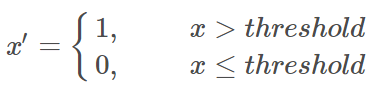 x′ = { 1, x > threshold
0, x ≤ threshold